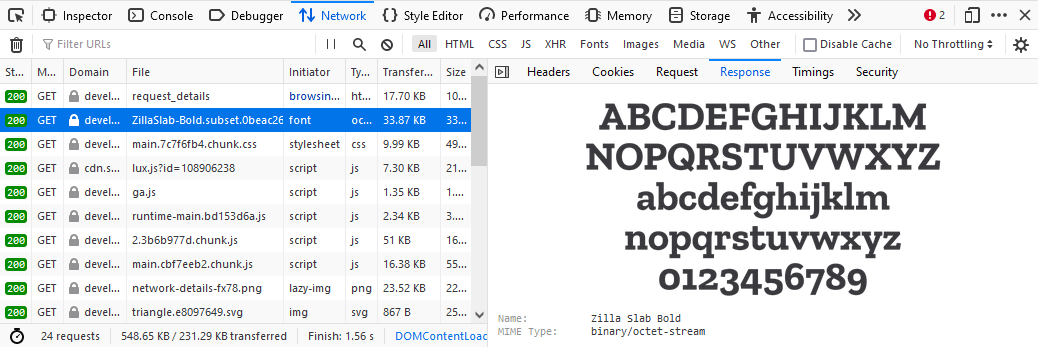 Inspector Console Debugger Network Style Editor Performance Memory Storage Accessibility 2
Filter URLs All HTML CSS JS XHR Fonts Images Media WS Other Disable Cache No Throttling
St... M... Domain File Initiator Ty... Transfer... Size
Headers Cookies Request Response Timings Security
200 GET devel... request_details browsin... ht... 17.70 KB 10...
200 GET devel... ZillaSlab-Bold.subset.0beac26 font oc... 33.87 KB 33...
200 GET devel... main.7c7f6fb4.chunk.css stylesheet css 9.99 KB 49...
200 GET cdn.s... lux.js?id=108906238 script js 7.30 KB 21...
200 GET devel... ga.js script js 1.35 KB 1....
200 GET devel... runtime-main.bd153d6a.js script js 2.34 KB 3....
200 GET devel... 2.3b6b977d.chunk.js script js 51 KB 16...
200 GET devel... main.cbf7eeb2.chunk.js script js 16.38 KB 55...
200 GET devel... network-details-fx78.png lazy-img png 23.52 KB 22...
200 GET devel... triangle.e8097649.svg img svg 867 B 25...
24 requests 548.65 KB / 231.29 KB transferred Finish: 1.56 s DOMContentLoad
ABCDEFGHIJKLM
NOPQRSTUVWXYZ
abcdefghijklm
nopqrstuvwxyz
0123456789
Name: Zilla Slab Bold
MIME Type: binary/octet-stream